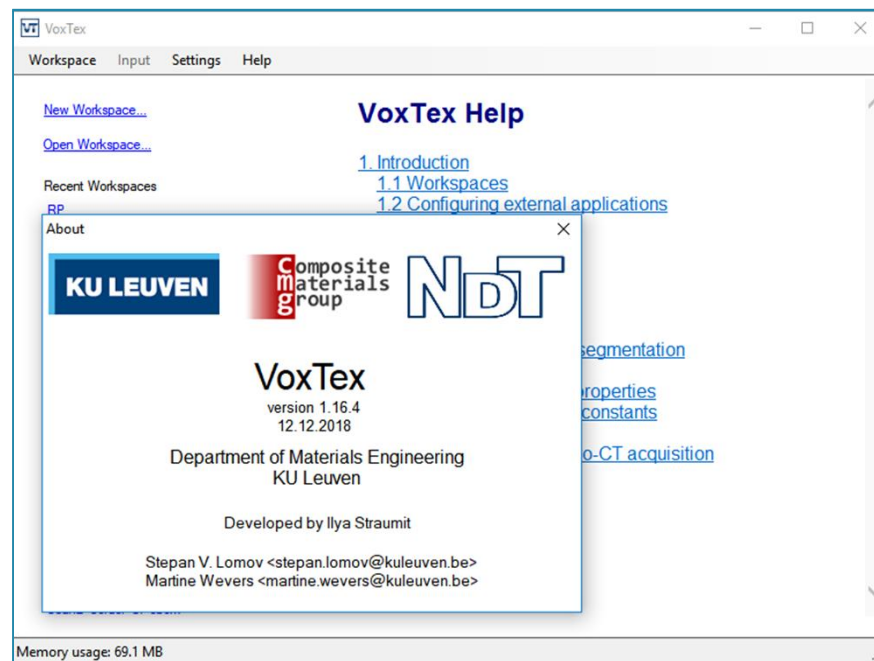 VoxTex
Workspace Input Settings Help
New Workspace...
Open Workspace...
Recent Workspaces
RP
VoxTex Help
1. Introduction
1.1 Workspaces
1.2 Configuring external applications
segmentation
properties
constants
o-CT acquisition
About
KU LEUVEN
Composite
Materials
group
NDT
VoxTex
version 1.16.4
12.12.2018
Department of Materials Engineering
KU Leuven
Developed by Ilya Straumit
Stepan V. Lomov <stepan.lomov@kuleuven.be>
Martine Wevers <martine.wevers@kuleuven.be>
Memory usage: 69.1 MB